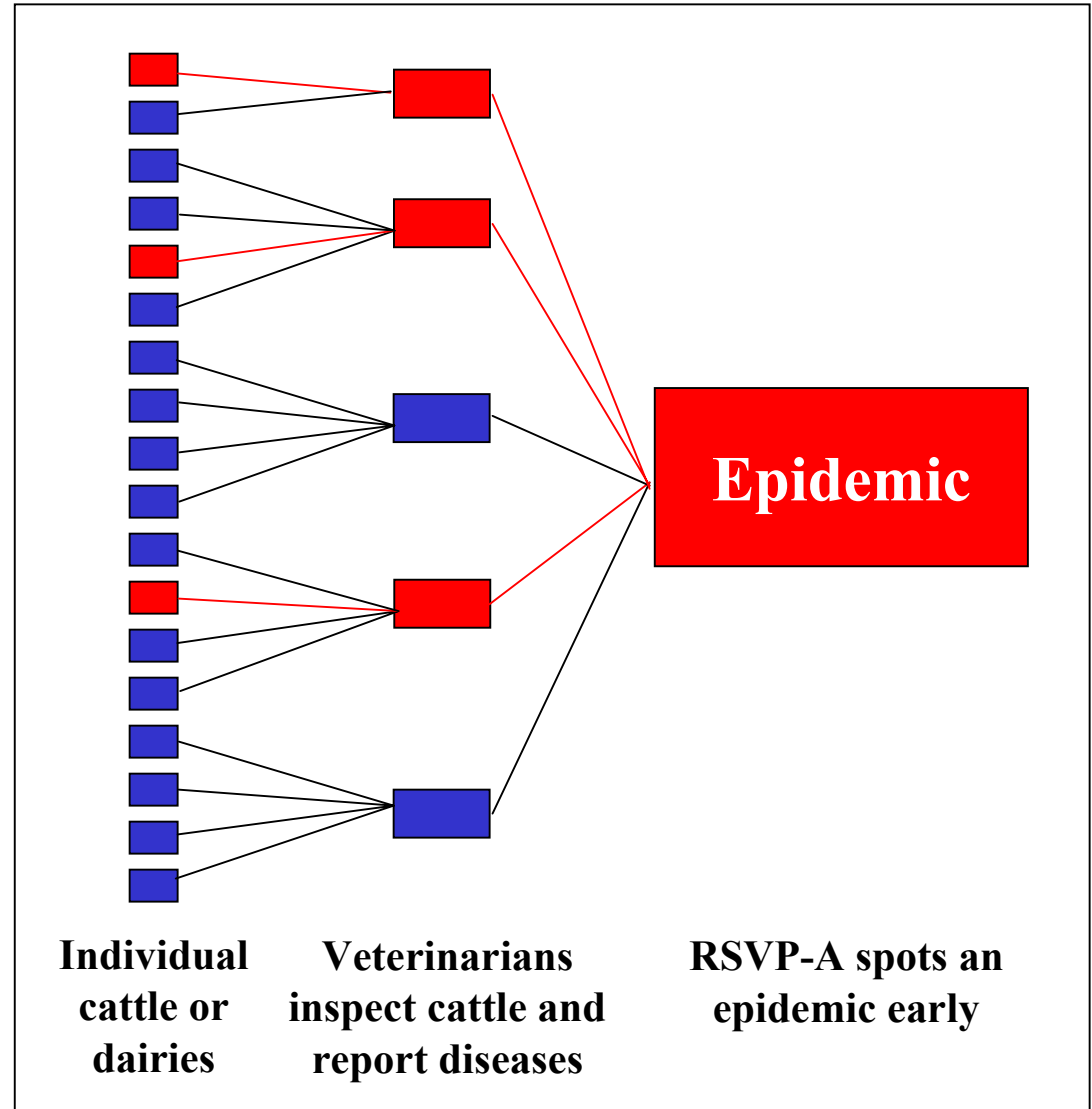 Epidemic
Individual
cattle or
dairies
Veterinarians
inspect cattle and
report diseases
RSVP-A spots an
epidemic early